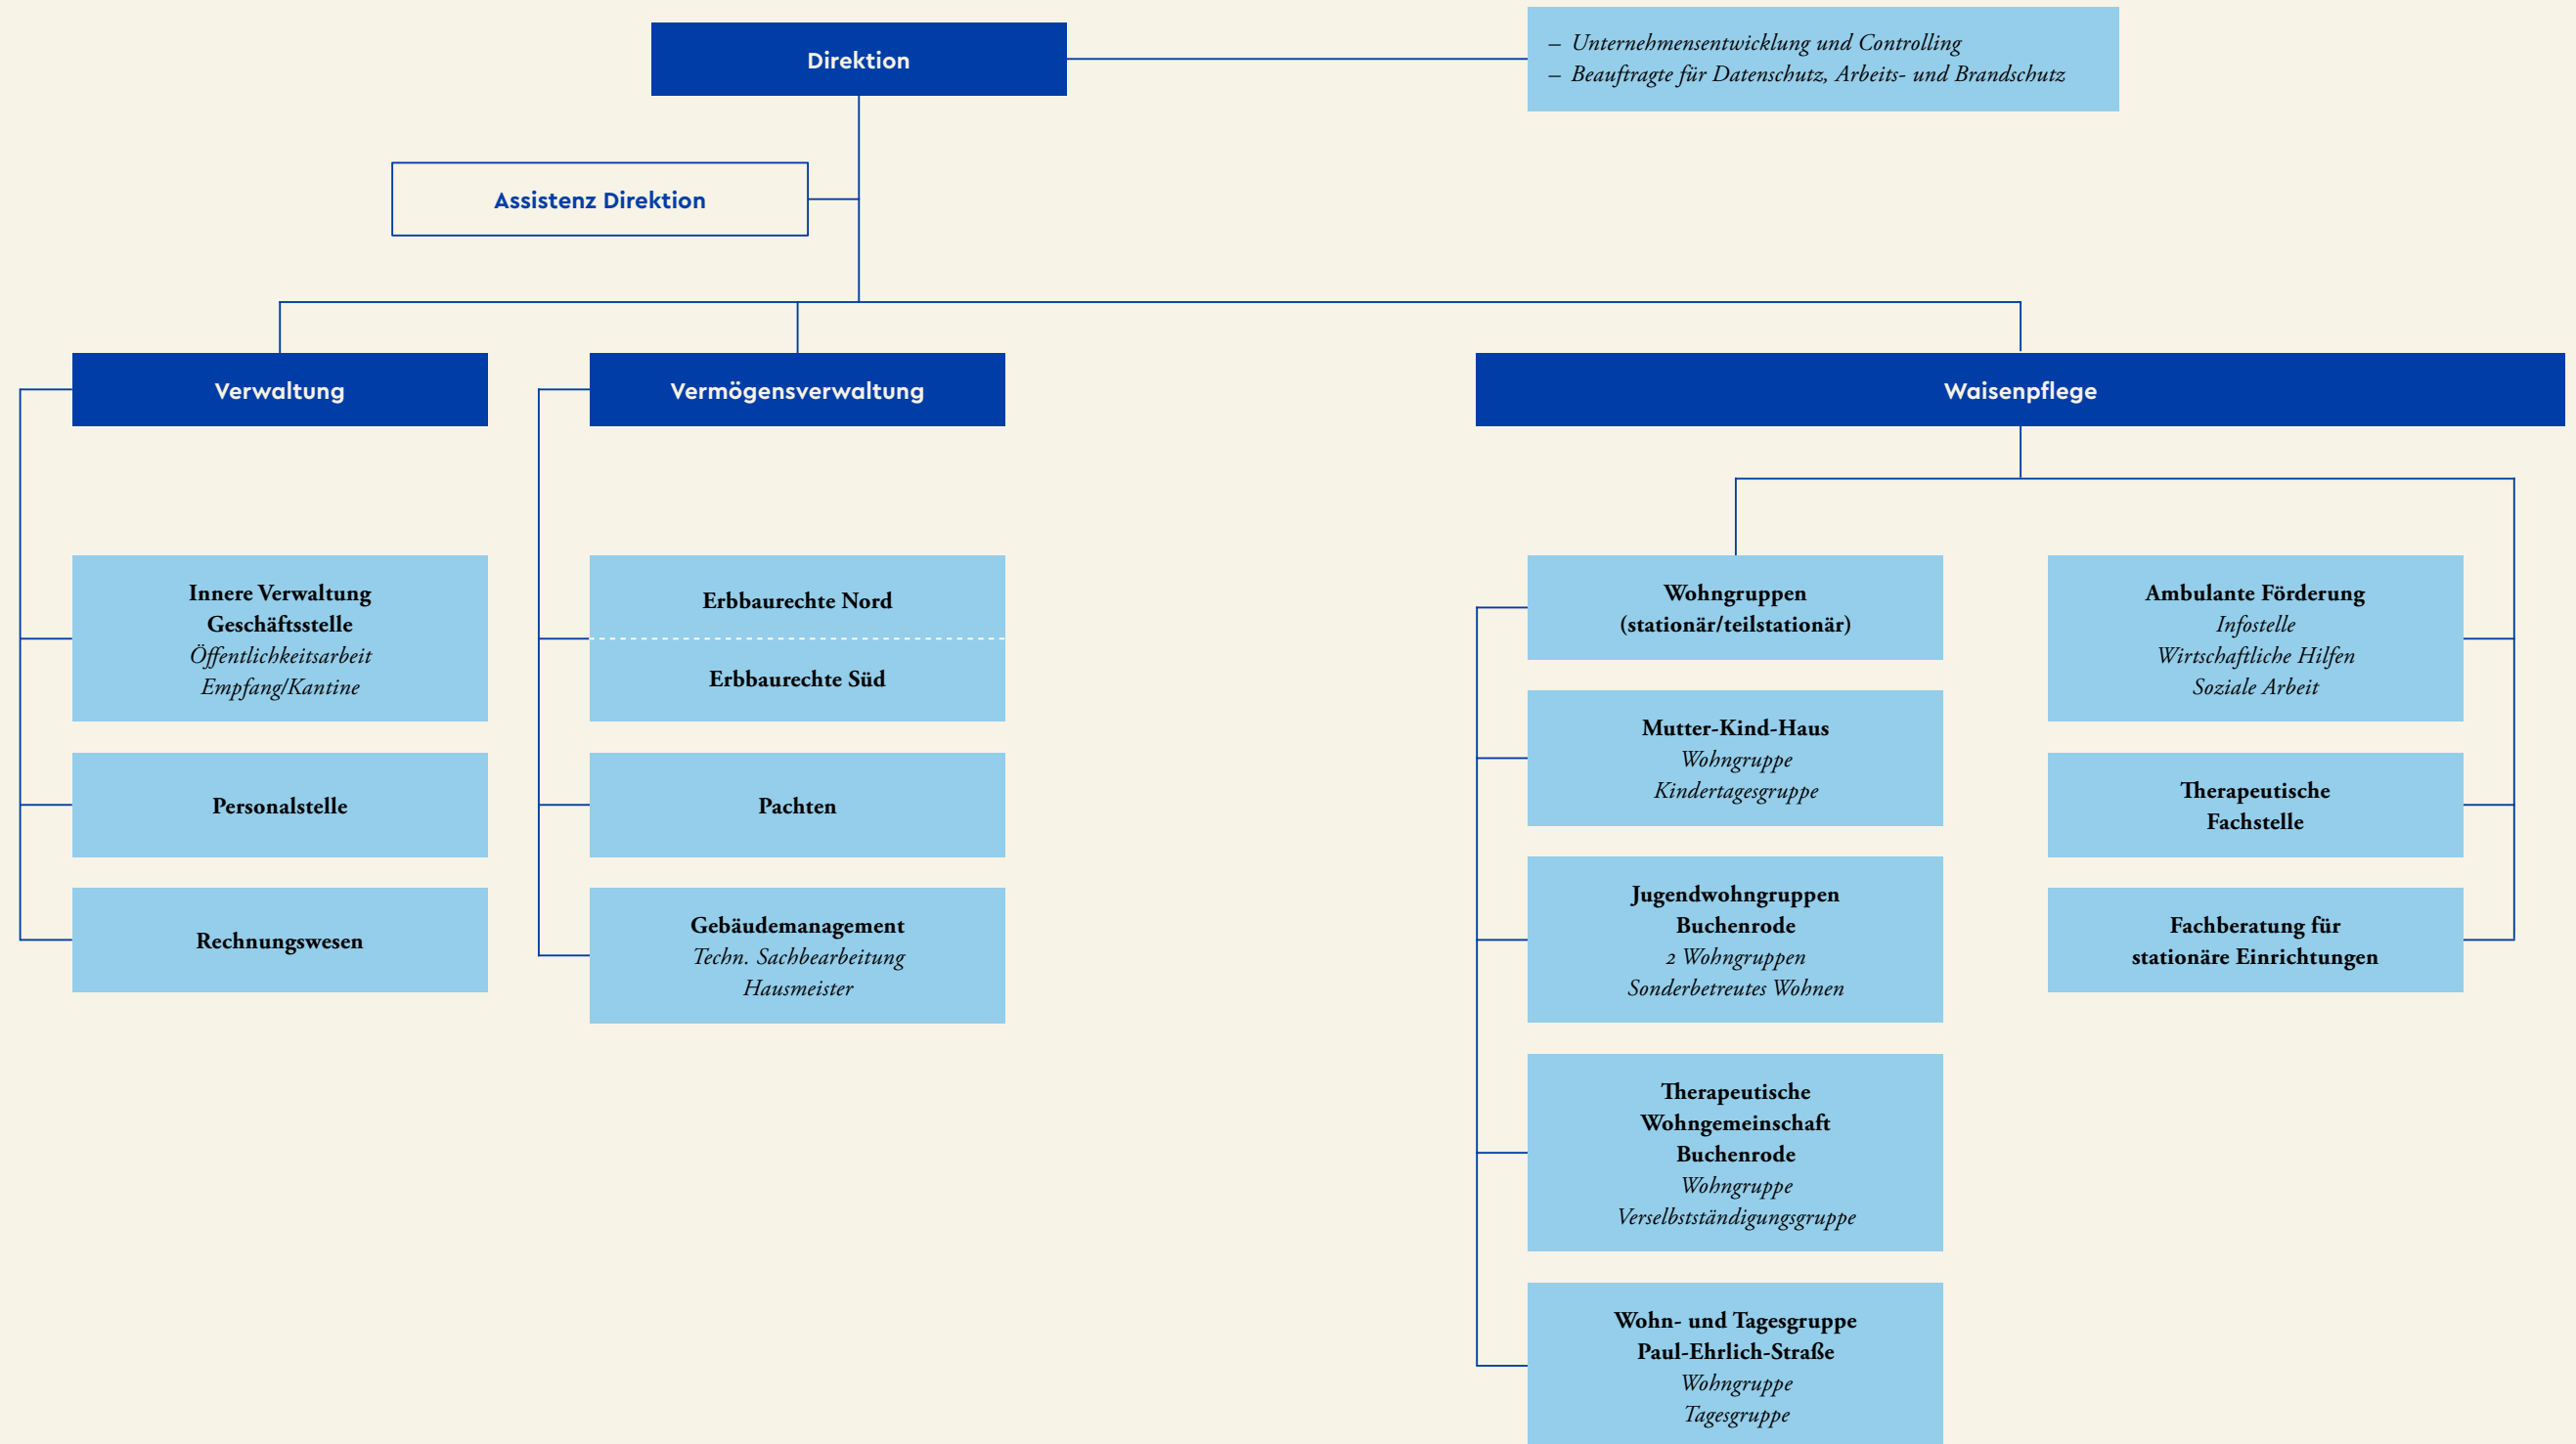 Direktion
– Unternehmensentwicklung und Controlling
– Beauftragte für Datenschutz, Arbeits- und Brandschutz
Assistenz Direktion
Verwaltung
Vermögensverwaltung
Waisenpflege
Innere Verwaltung
Geschäftsstelle
Öffentlichkeitsarbeit
Empfang/Kantine
Personalstelle
Rechnungswesen
Erbbaurechte Nord
Erbbaurechte Süd
Pachten
Gebäudemanagement
Techn. Sachbearbeitung
Hausmeister
Wohngruppen
(stationär/teilstationär)
Mutter-Kind-Haus
Wohngruppe
Kindertagesgruppe
Jugendwohngruppen
Buchenrode
2 Wohngruppen
Sonderbetreutes Wohnen
Therapeutische
Wohngemeinschaft
Buchenrode
Wohngruppe
Verselbstständigungsgruppe
Wohn- und Tagesgruppe
Paul-Ehrlich-Straße
Wohngruppe
Tagesgruppe
Ambulante Förderung
Infostelle
Wirtschaftliche Hilfen
Soziale Arbeit
Therapeutische
Fachstelle
Fachberatung für
stationäre Einrichtungen